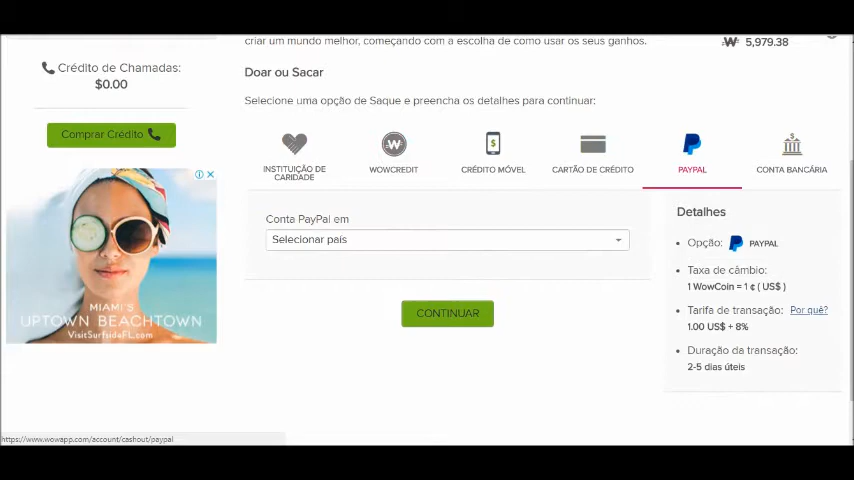 criar um mundo melhor, começando com a escolha de como usar os seus ganhos.
5,979.38
Crédito de Chamadas:
$0.00
Comprar Crédito
MIAMI'S
UPTOWN BEACHTOWN
VisitSurfsideFL.com
Doar ou Sacar
Selecione uma opção de Saque e preencha os detalhes para continuar:
INSTITUIÇÃO DE
CARIDADE
WOWCREDIT
CRÉDITO MÓVEL
CARTÃO DE CRÉDITO
PAYPAL
CONTA BANCÁRIA
Conta PayPal em
Selecionar país
CONTINUAR
Detalhes
Opção: PAYPAL
Taxa de câmbio:
1 WowCoin = 1 ¢ ( US$ )
Tarifa de transação: Por quê?
1.00 US$ + 8%
Duração da transação:
2-5 dias úteis
https://www.wowapp.com/account/cashout/paypal